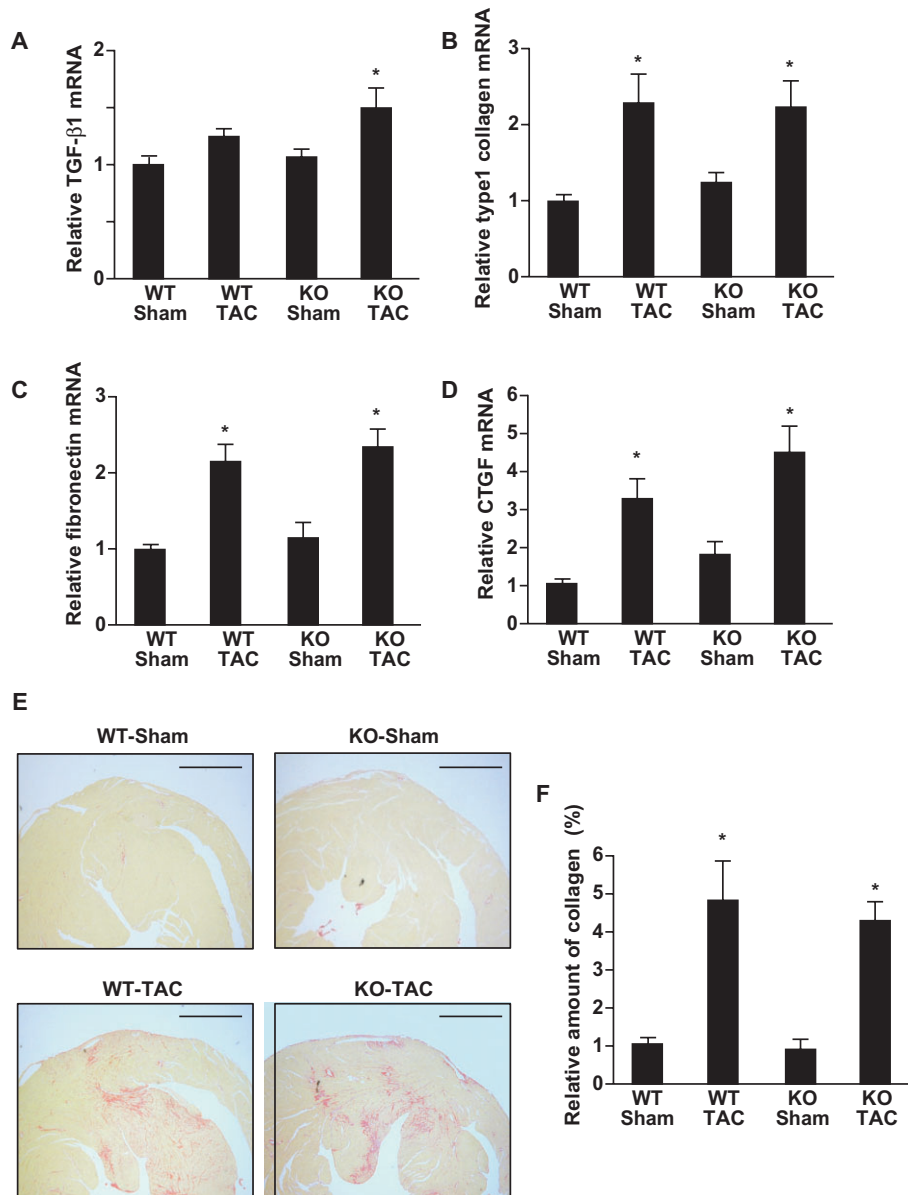 A
Relative TGF-β1 mRNA
2
1
0
*
WT Sham
WT TAC
KO Sham
KO TAC
B
Relative type1 collagen mRNA
3
2
1
0
*
*
WT Sham
WT TAC
KO Sham
KO TAC
C
Relative fibronectin mRNA
3
2
1
0
*
*
WT Sham
WT TAC
KO Sham
KO TAC
D
Relative CTGF mRNA
6
5
4
3
2
1
0
*
*
WT Sham
WT TAC
KO Sham
KO TAC
E
WT-Sham
KO-Sham
WT-TAC
KO-TAC
F
Relative amount of collagen (%)
6
5
4
3
2
1
0
*
*
WT Sham
WT TAC
KO Sham
KO TAC